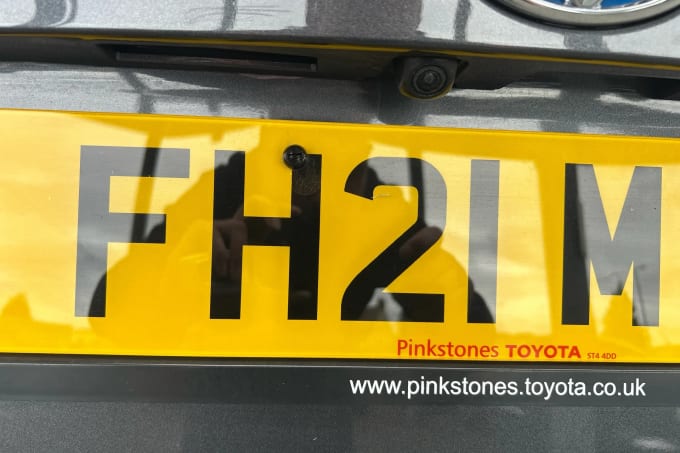 FH21 M
Pinkstones TOYOTA ST4 4DD
www.pinkstones.toyota.co.uk